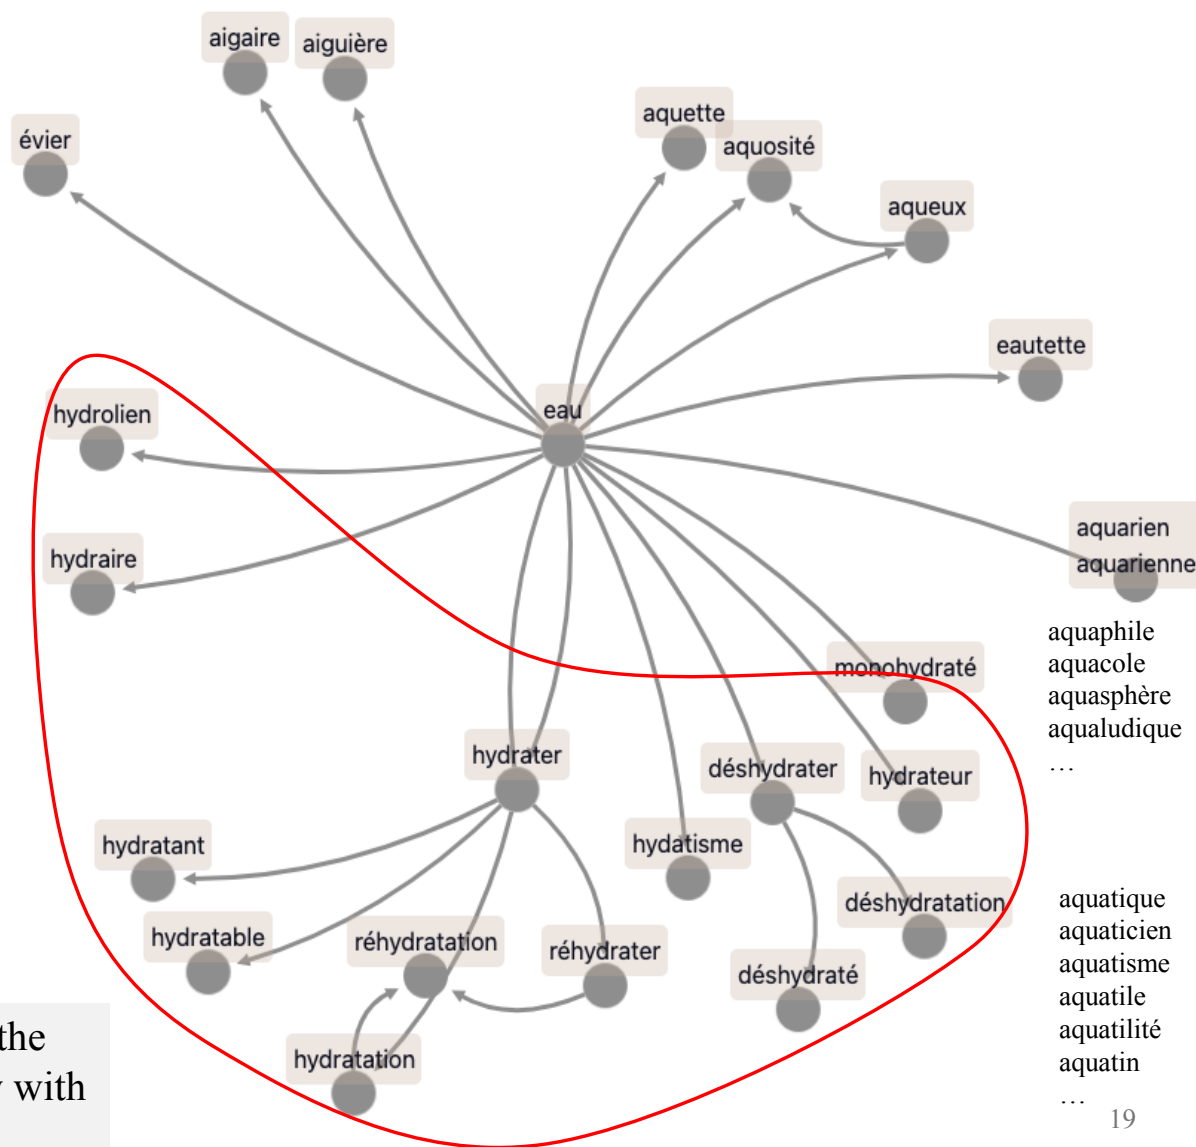 aigaire
aiguière
évier
aquette
aquosité
aqueux
eautette
eau
hydrolien
hydraire
aquarien
aquarienne
aquaphile
aquacole
aquasphère
aqualudique
…
monohydraté
hydrater
déshydrater
hydrateur
hydratant
hydatisme
hydratable
réhydratation
réhydrater
déshydratation
déshydraté
hydratation
aquatique
aquaticien
aquatisme
aquatile
aquatilité
aquatin
…
the
with
19